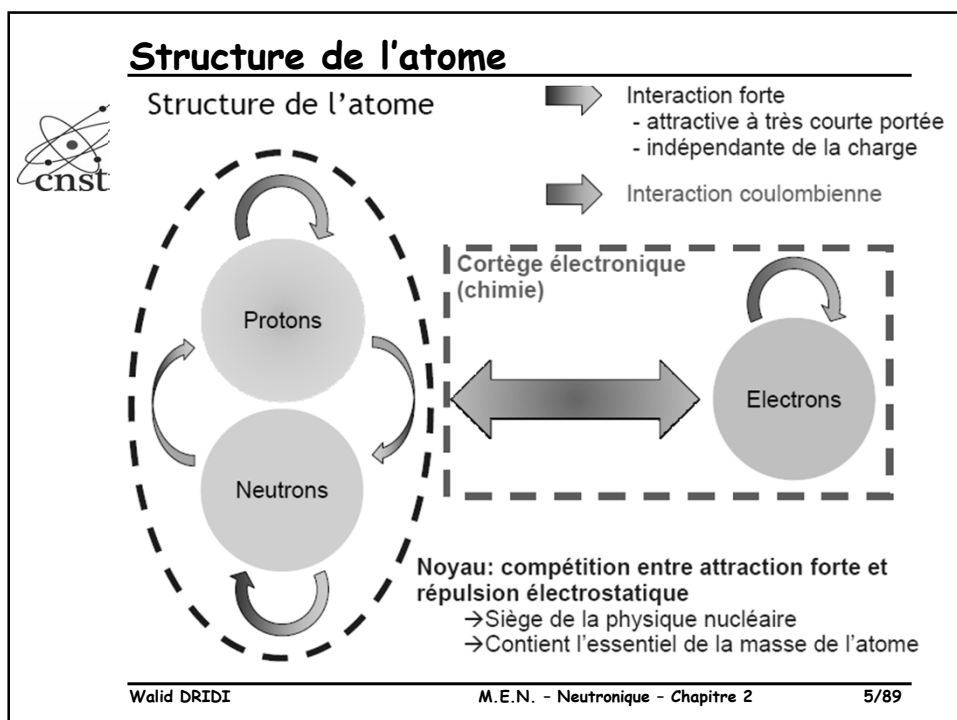 Structure de l'atome
Structure de l'atome
cnst
Interaction forte
- attractive à très courte portée
- indépendante de la charge
Interaction coulombienne
Cortège électronique
(chimie)
Protons
Neutrons
Electrons
Noyau: compétition entre attraction forte et
répulsion électrostatique
→Siège de la physique nucléaire
→Contient l'essentiel de la masse de l'atome
Walid DRIDI M.E.N. – Neutronique – Chapitre 2 5/89